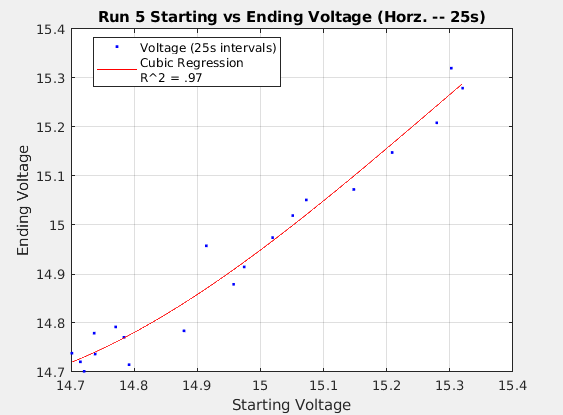 Run 5 Starting vs Ending Voltage (Horz. -- 25s)
15.4
15.3
15.2
15.1
15
14.9
14.8
14.7
Ending Voltage
Voltage (25s intervals)
Cubic Regression
R^2 = .97
14.7 14.8 14.9 15 15.1 15.2 15.3 15.4
Starting Voltage